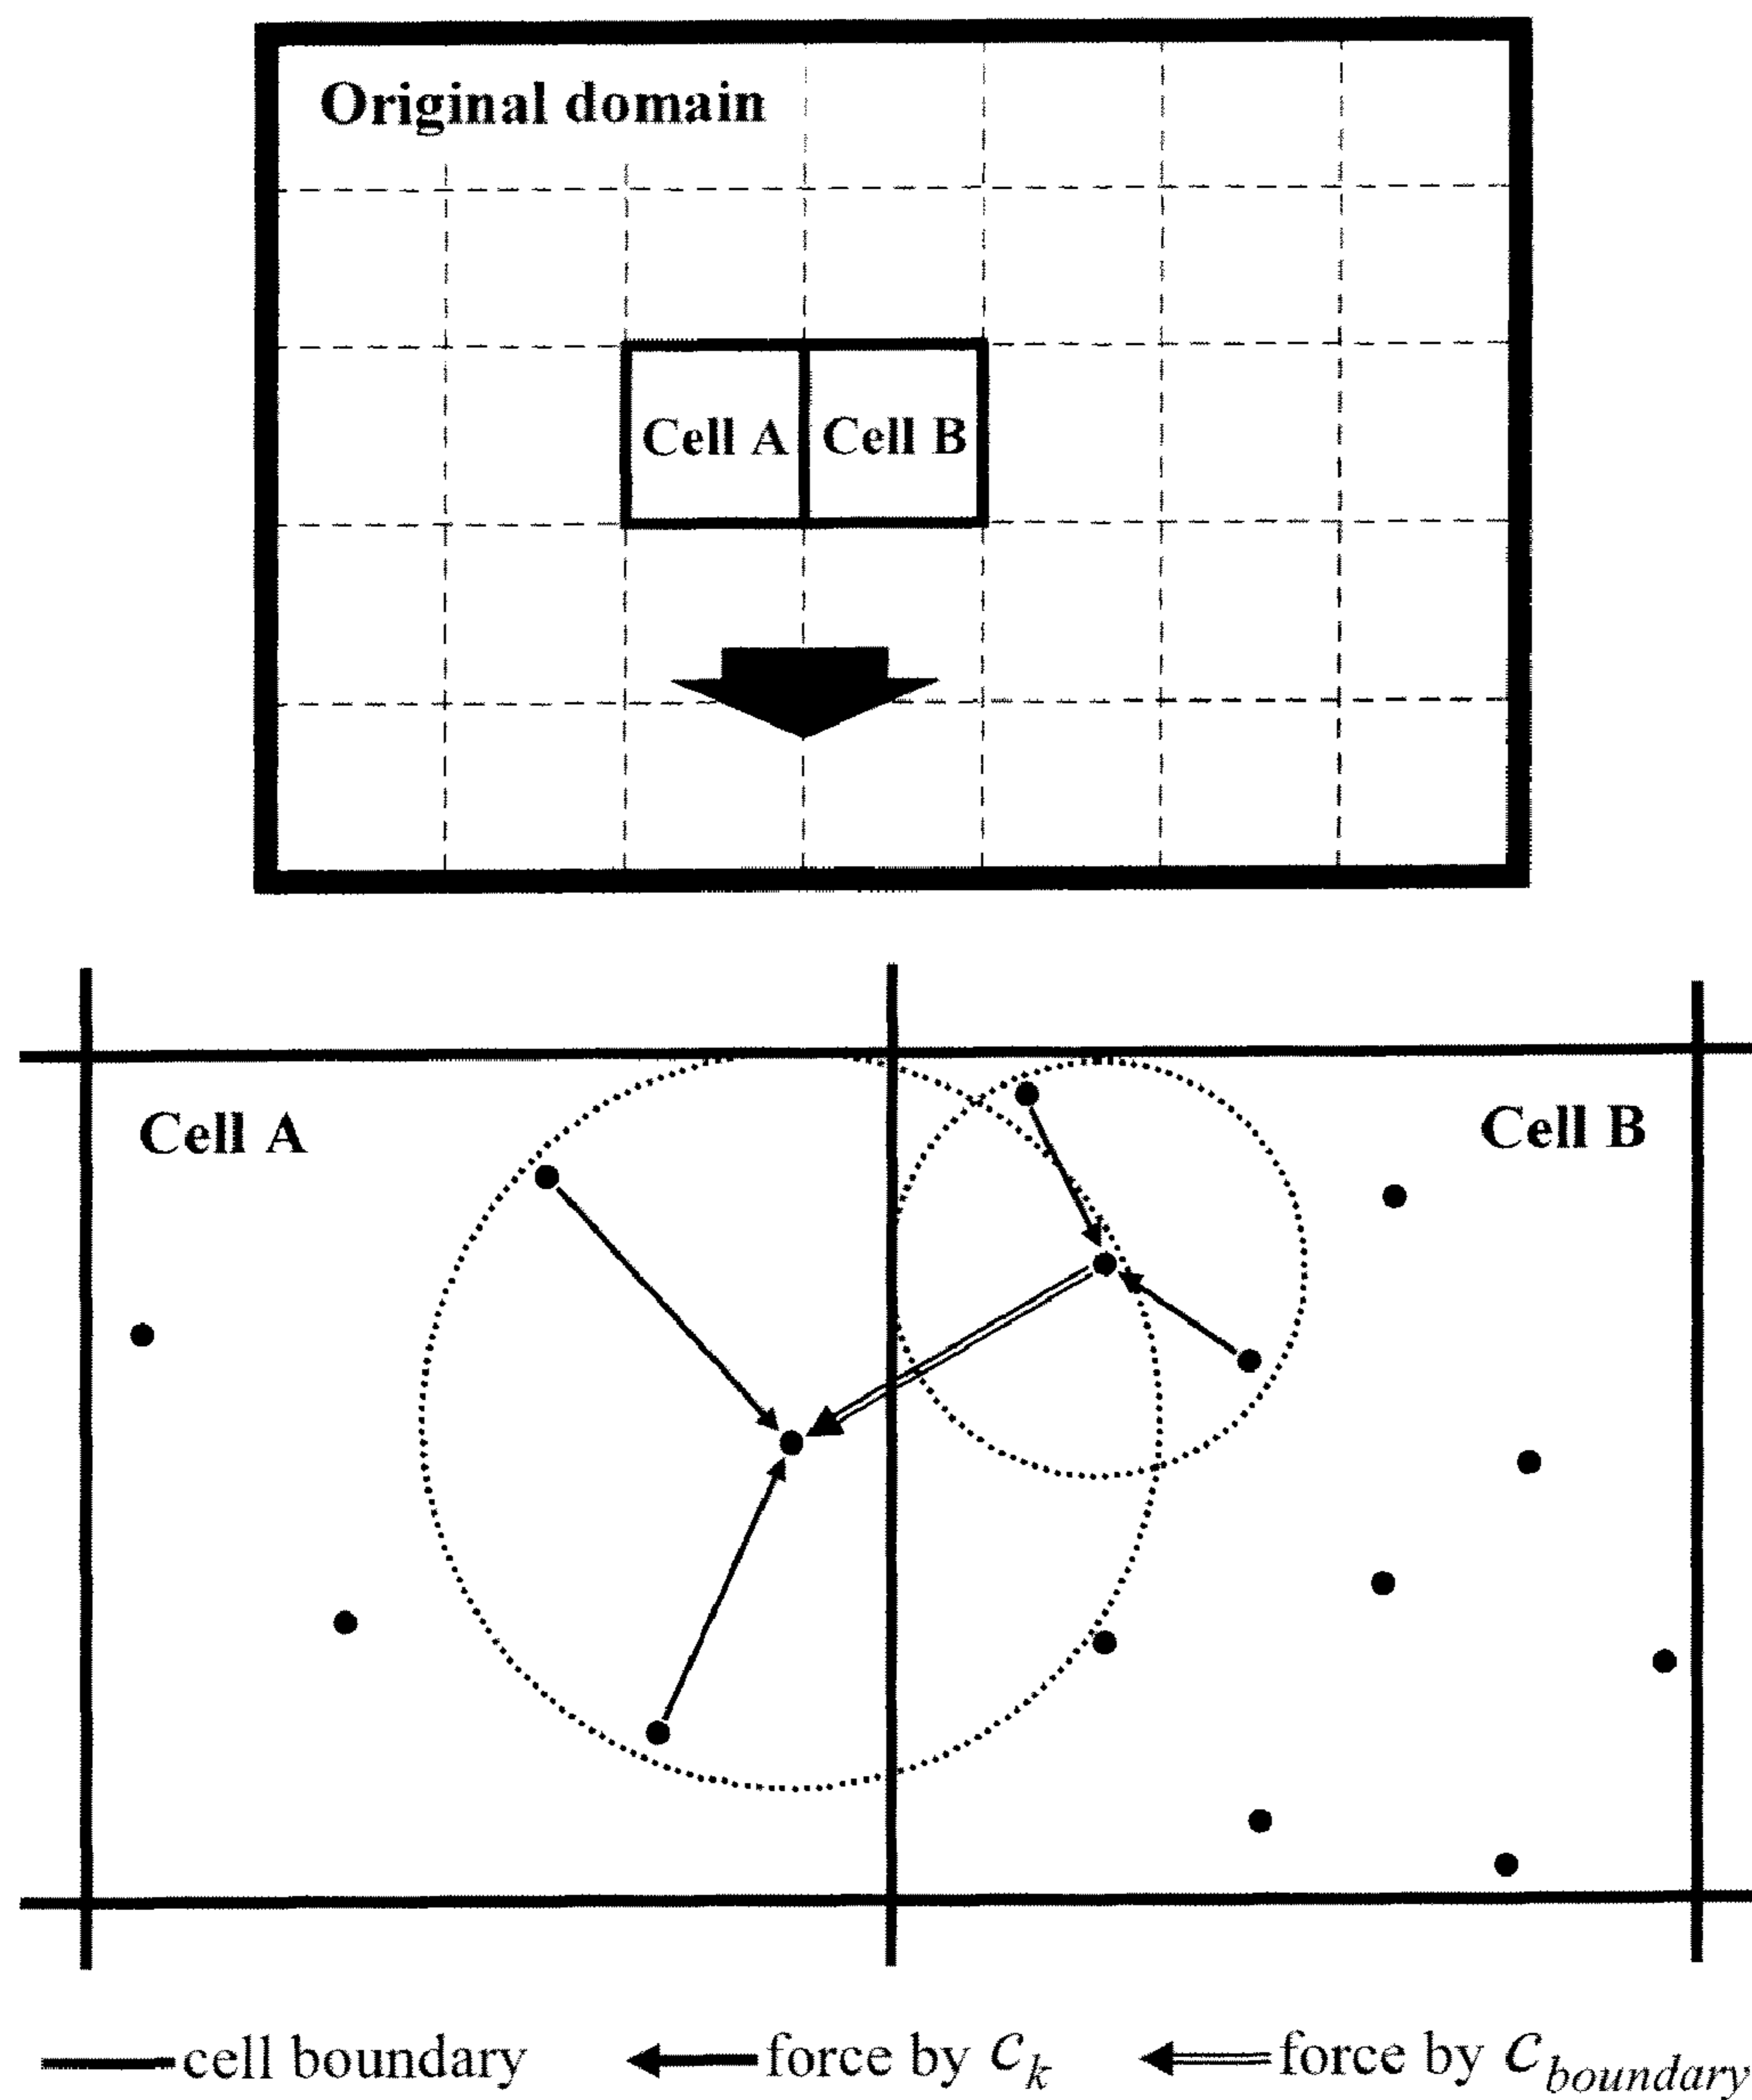 Original domain
Cell A Cell B
Cell A Cell B
cell boundary force by c_k force by c_boundary